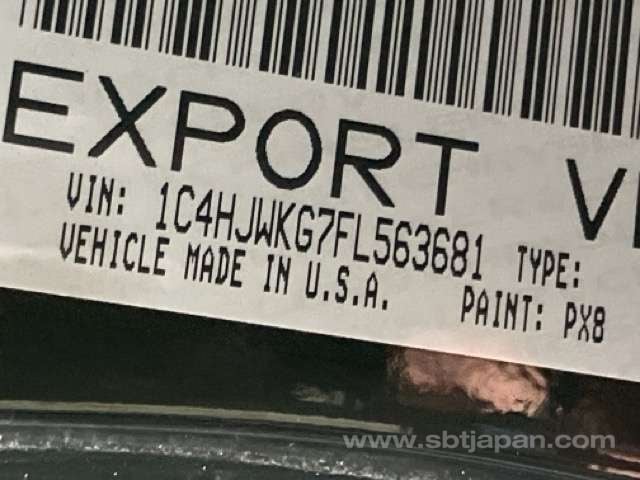 EXPORT V
VIN: 1C4HJWKG7FL563681 TYPE:
VEHICLE MADE IN U.S.A. PAINT: PX8
www.sbtjapan.com